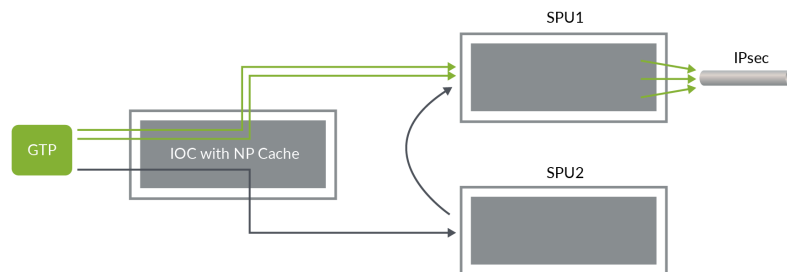 SPU1
IPsec
GTP
IOC with NP Cache
SPU2